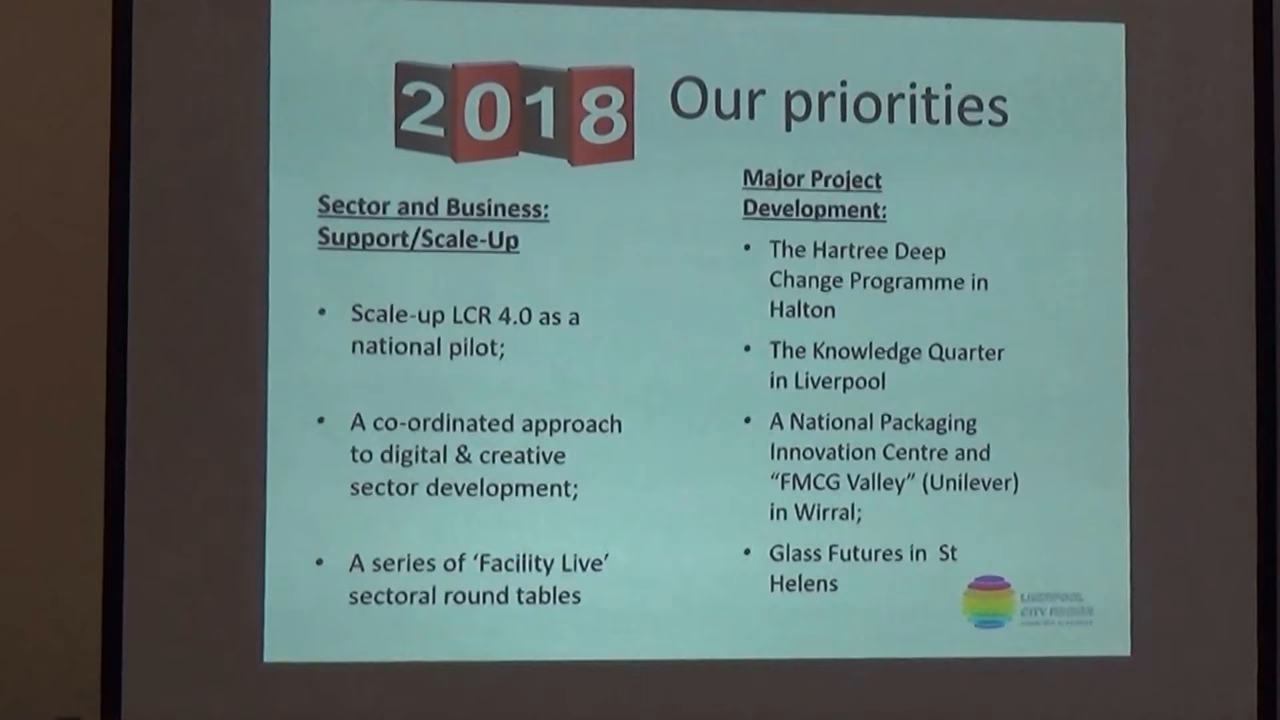 2018 Our priorities
Sector and Business:
Support/Scale-Up
• Scale-up LCR 4.0 as a
national pilot;
• A co-ordinated approach
to digital & creative
sector development;
• A series of ‘Facility Live’
sectoral round tables
Major Project
Development:
• The Hartree Deep
Change Programme in
Halton
• The Knowledge Quarter
in Liverpool
• A National Packaging
Innovation Centre and
“FMCG Valley” (Unilever)
in Wirral;
• Glass Futures in St
Helens
LIVERPOOL
CITY REGION